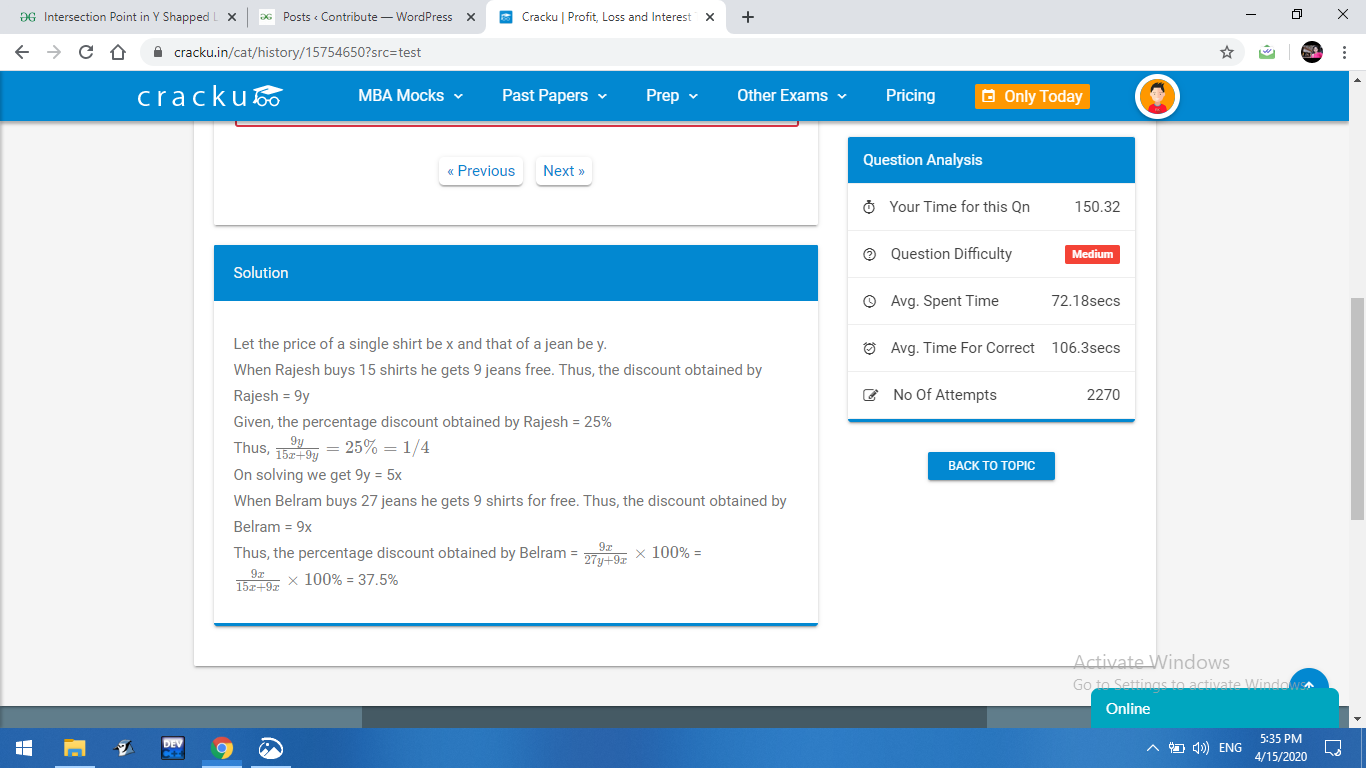 Intersection Point in Y Shapped L
Posts ‹ Contribute — WordPress
Cracku | Profit, Loss and Interest
cracku.in/cat/history/15754650?src=test
cracku
MBA Mocks
Past Papers
Prep
Other Exams
Pricing
Only Today
« Previous
Next »
Solution
Let the price of a single shirt be x and that of a jean be y.
When Rajesh buys 15 shirts he gets 9 jeans free. Thus, the discount obtained by
Rajesh = 9y
Given, the percentage discount obtained by Rajesh = 25%
Thus, 9y/15x+9y = 25% = 1/4
On solving we get 9y = 5x
When Belram buys 27 jeans he gets 9 shirts for free. Thus, the discount obtained by
Belram = 9x
Thus, the percentage discount obtained by Belram = 9x/27y+9x × 100% =
9x/15x+9x × 100% = 37.5%
Question Analysis
Your Time for this Qn 150.32
Question Difficulty Medium
Avg. Spent Time 72.18secs
Avg. Time For Correct 106.3secs
No Of Attempts 2270
BACK TO TOPIC
Activate Windows
Go to Settings to activate Windows.
Online
DEV
ENG
5:35 PM
4/15/2020